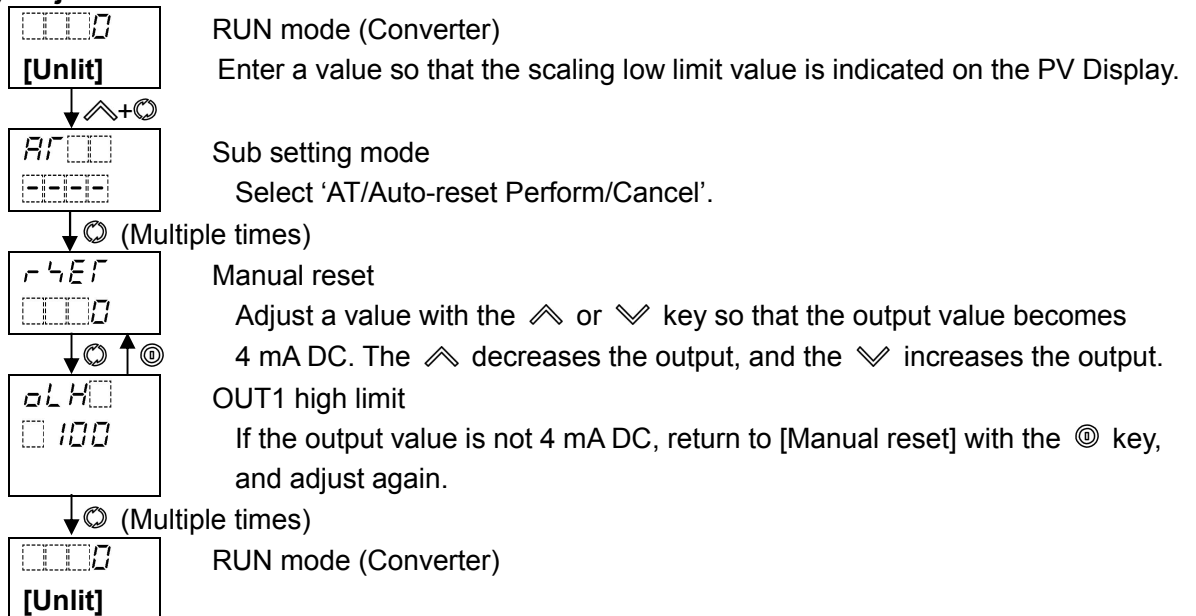 0 RUN mode (Converter)
[Unlit] Enter a value so that the scaling low limit value is indicated on the PV Display.
+
AT Sub setting mode
---- Select ‘AT/Auto-reset Perform/Cancel’.
(Multiple times)
rSET Manual reset
0 Adjust a value with the or key so that the output value becomes
4 mA DC. The decreases the output, and the increases the output.
oLH OUT1 high limit
100 If the output value is not 4 mA DC, return to [Manual reset] with the key,
and adjust again.
(Multiple times)
0 RUN mode (Converter)
[Unlit]